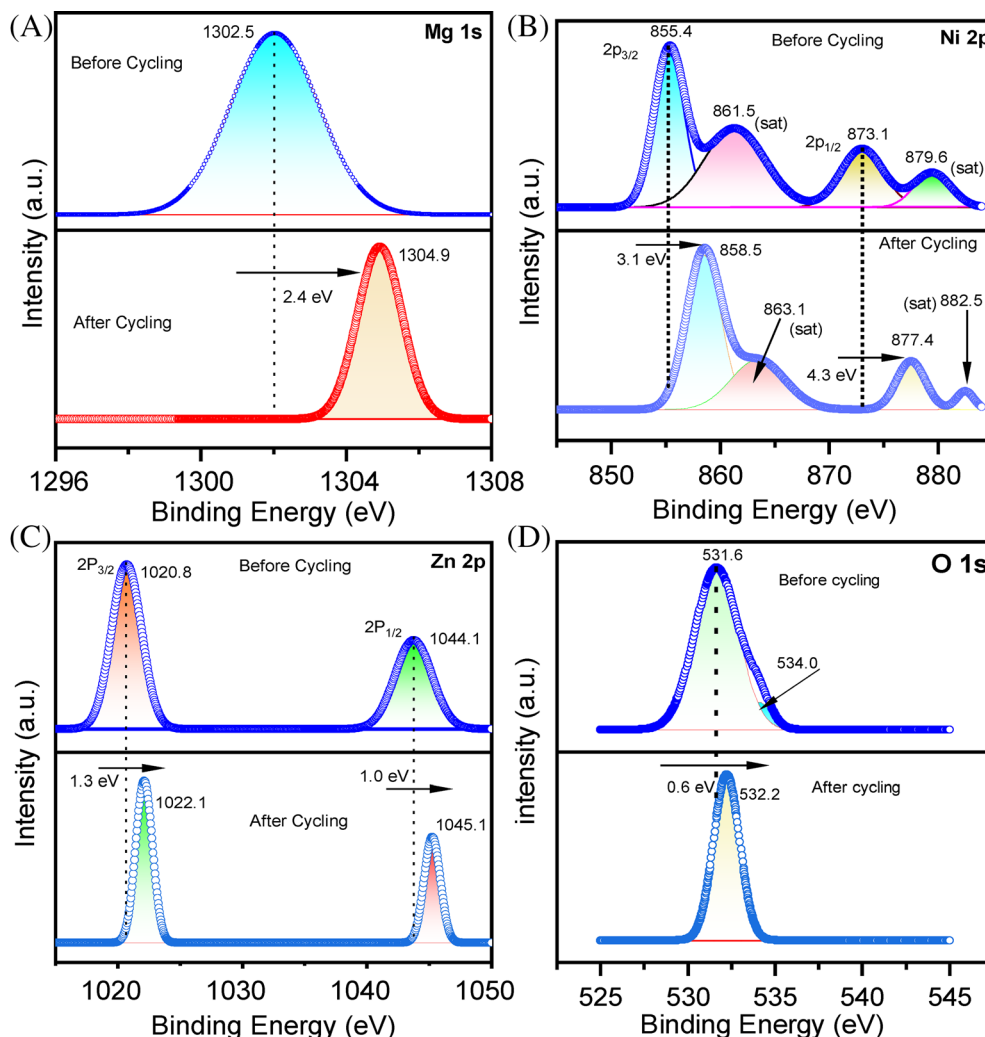 (A)
Mg 1s
1302.5
Before Cycling
1304.9
2.4 eV
After Cycling
Intensity (a.u.)
1296 1300 1304 1308
Binding Energy (eV)
(B)
Ni 2p
855.4
Before Cycling
2p3/2
861.5
(sat)
2p1/2
873.1
879.6
(sat)
After Cycling
3.1 eV
858.5
863.1
(sat)
(sat)
882.5
877.4
4.3 eV
Intensity (a.u.)
850 860 870 880
Binding Energy (eV)
(C)
Zn 2p
2P3/2
1020.8
Before Cycling
2P1/2
1044.1
1.3 eV
1.0 eV
1022.1
After Cycling
1045.1
Intensity (a.u.)
1020 1030 1040 1050
Binding Energy (eV)
(D)
O 1s
531.6
Before cycling
534.0
0.6 eV
532.2
After cycling
intensity (a.u.)
525 530 535 540 545
Binding Energy (eV)